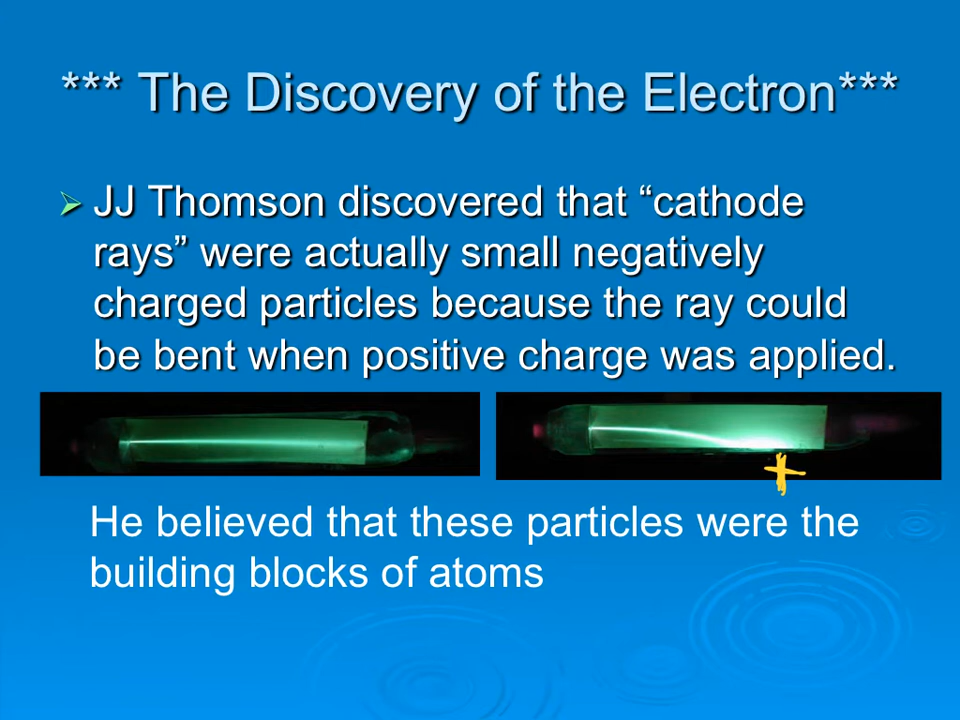 *** The Discovery of the Electron***
➢ JJ Thomson discovered that “cathode
rays” were actually small negatively
charged particles because the ray could
be bent when positive charge was applied.
+
He believed that these particles were the
building blocks of atoms